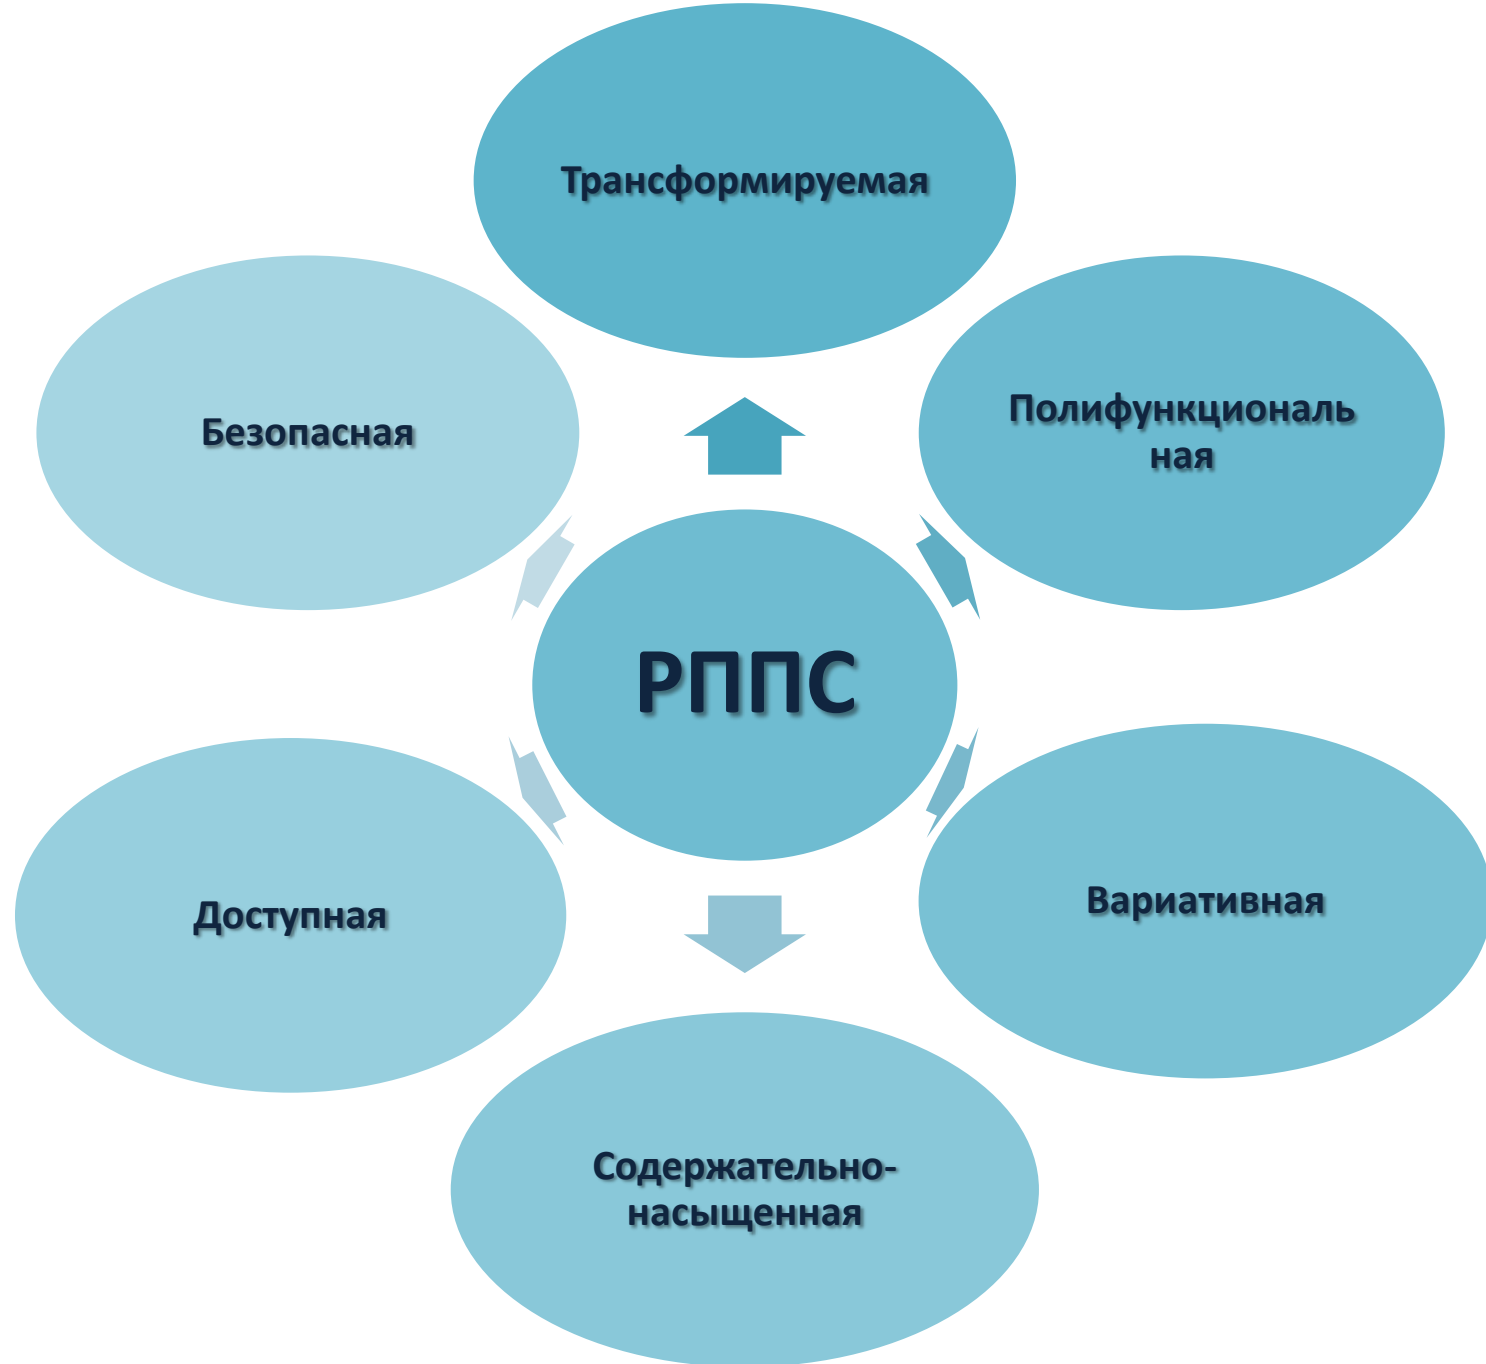 Трансформируемая
Безопасная
Полифункциональ
ная
РППС
Доступная
Вариативная
Содержательно-
насыщенная